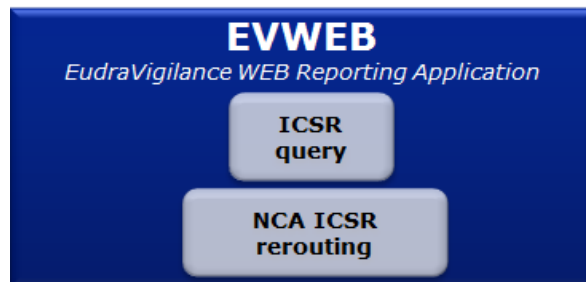 EVWEB
EudraVigilance WEB Reporting Application
ICSR
query
NCA ICSR
rerouting